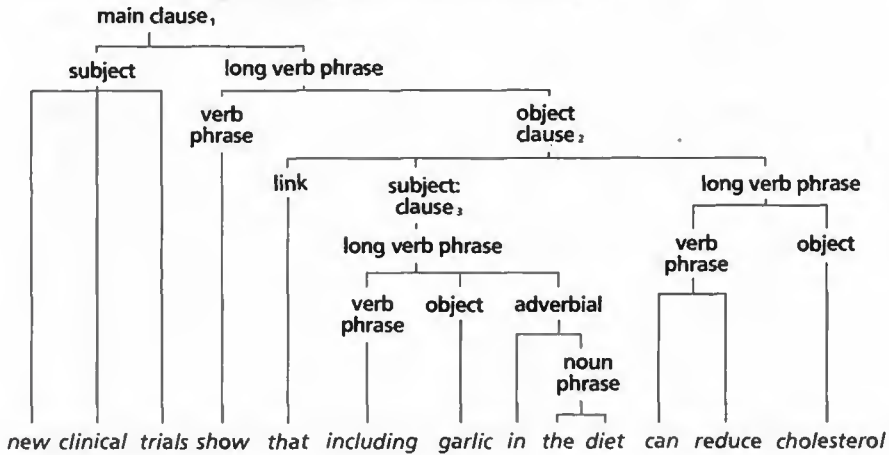 main clause₁
subject long verb phrase
verb phrase
object clause₂
link
subject: clause₃
long verb phrase
long verb phrase
verb phrase
object
verb phrase
object
adverbial
noun phrase
new clinical trials show that including garlic in the diet can reduce cholesterol